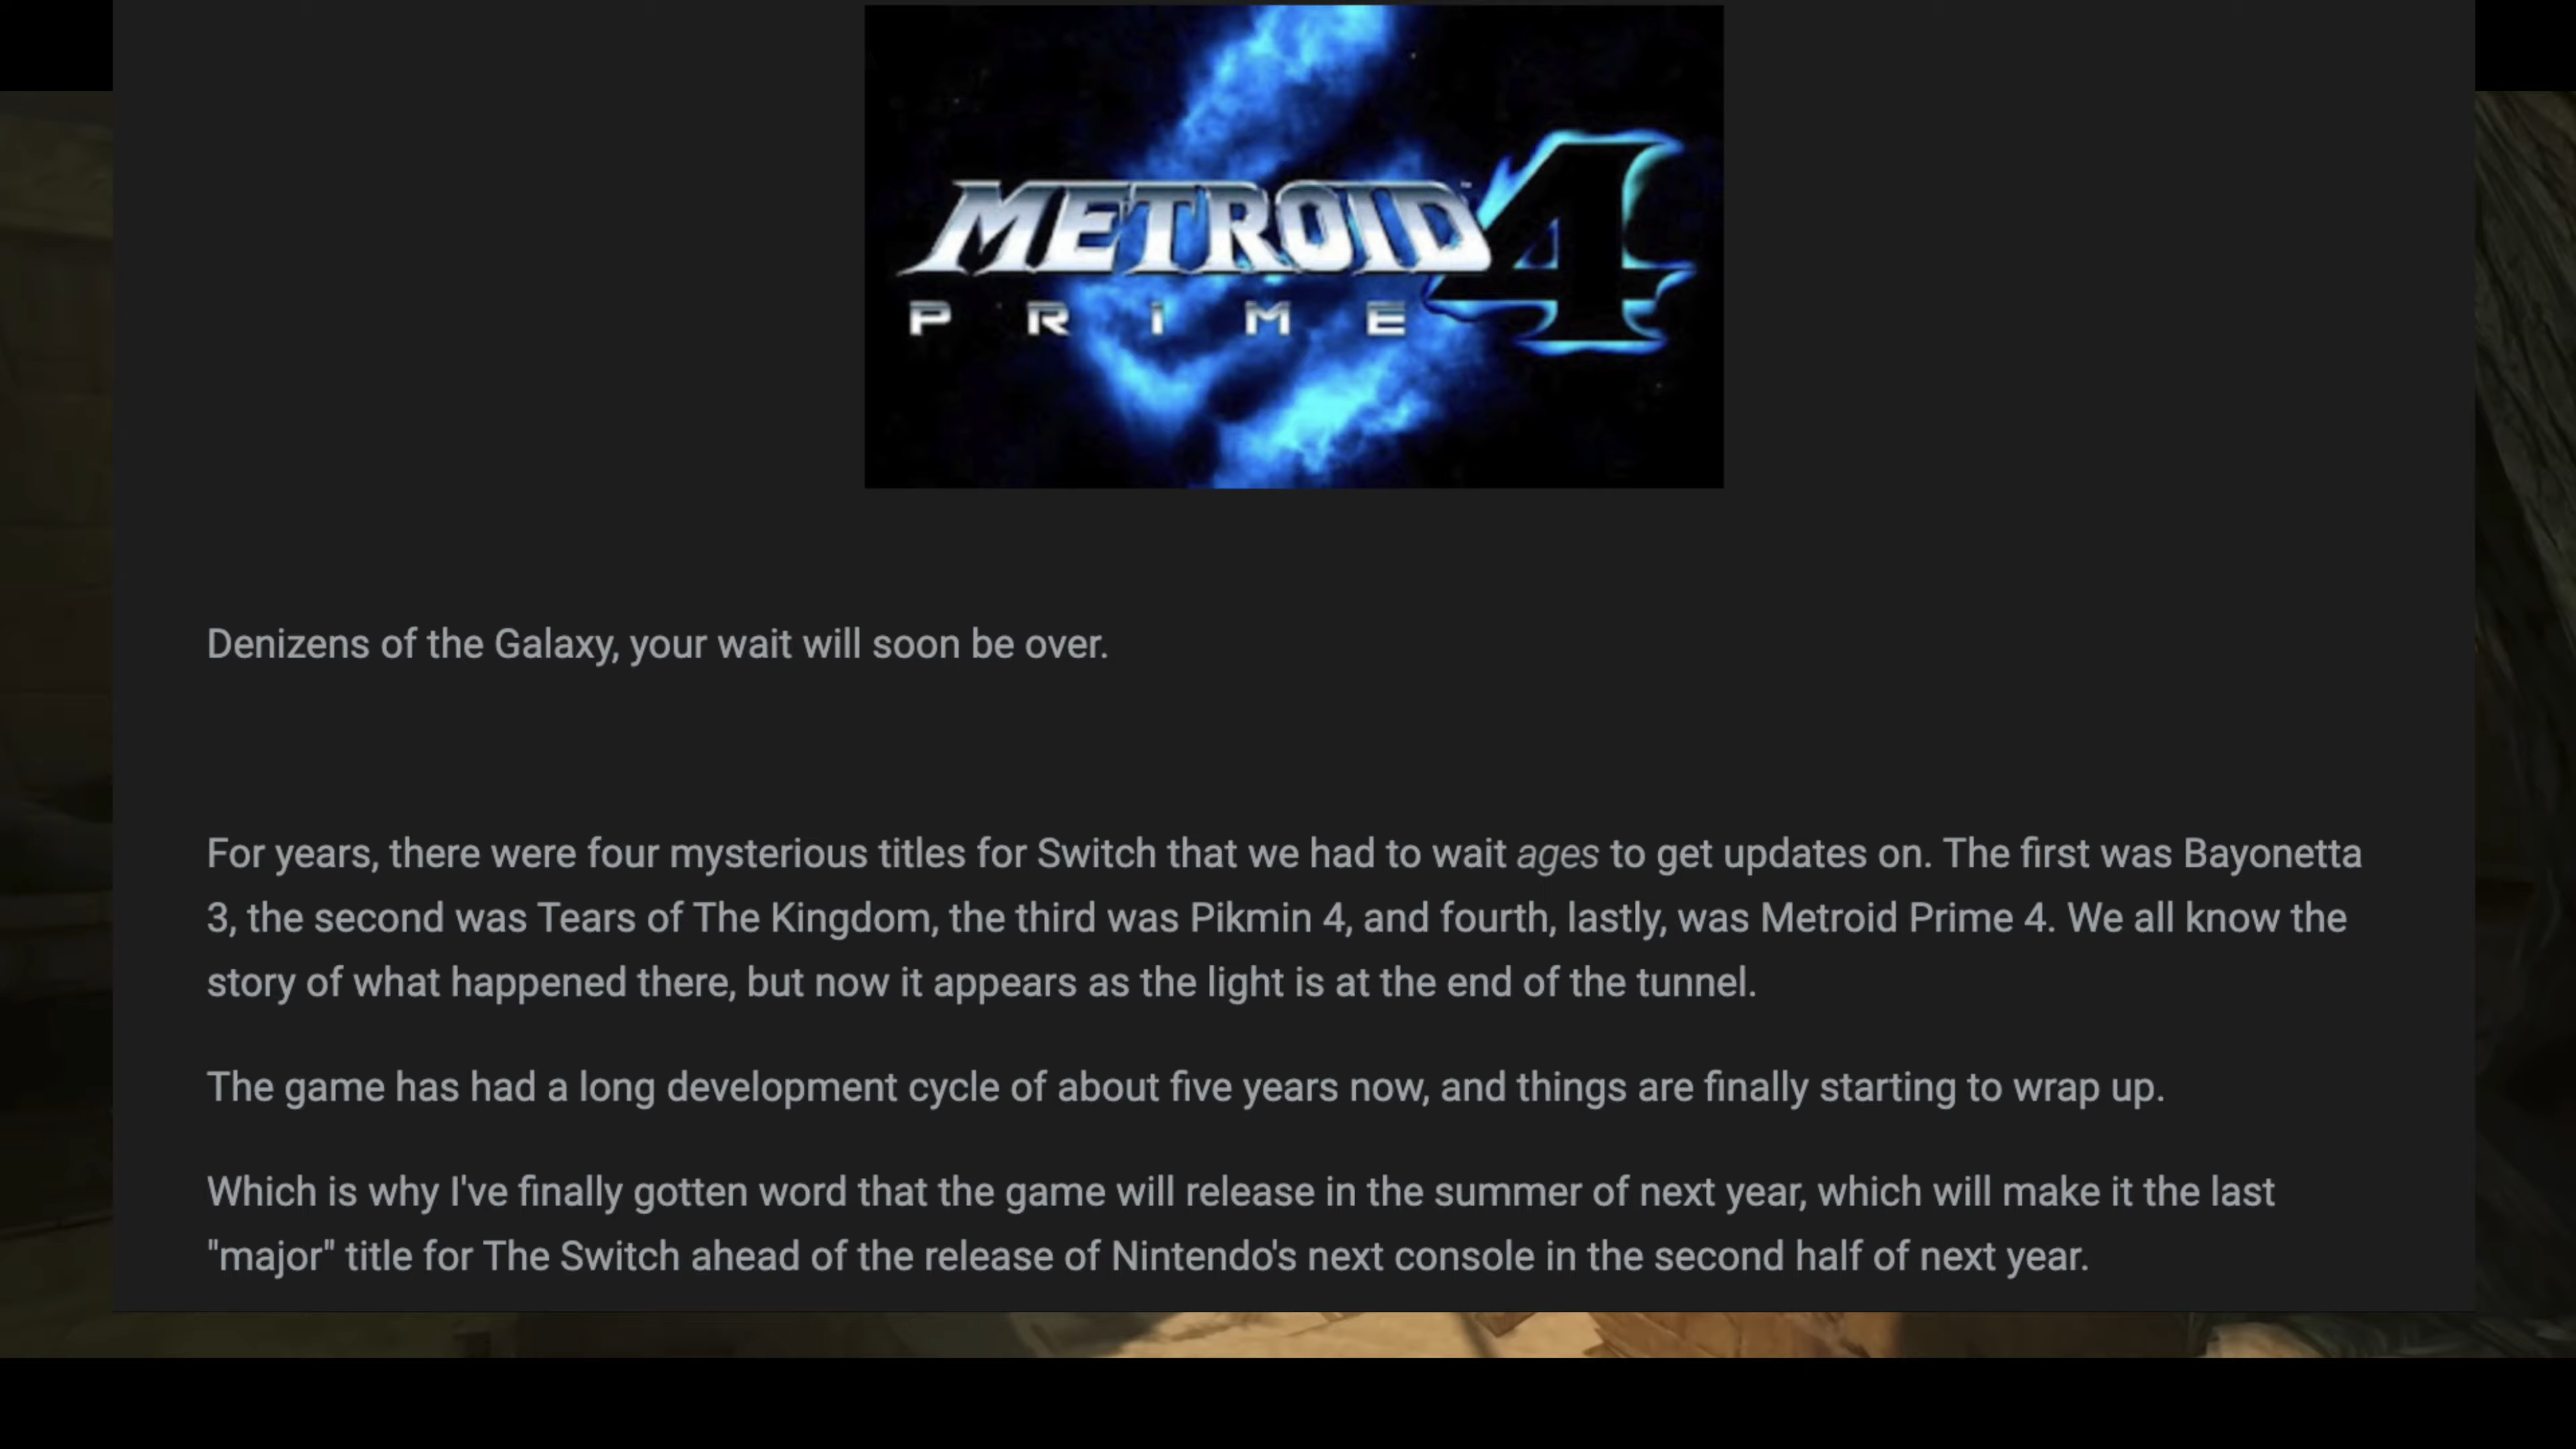 METROID 4
PRIME
Denizens of the Galaxy, your wait will soon be over.
For years, there were four mysterious titles for Switch that we had to wait ages to get updates on. The first was Bayonetta
3, the second was Tears of The Kingdom, the third was Pikmin 4, and fourth, lastly, was Metroid Prime 4. We all know the
story of what happened there, but now it appears as the light is at the end of the tunnel.
The game has had a long development cycle of about five years now, and things are finally starting to wrap up.
Which is why I've finally gotten word that the game will release in the summer of next year, which will make it the last
"major" title for The Switch ahead of the release of Nintendo's next console in the second half of next year.